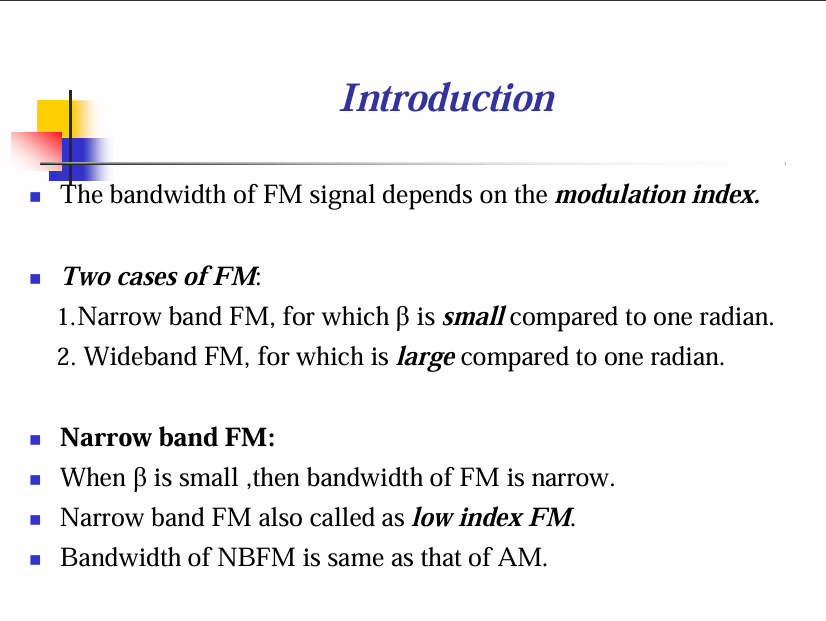 Introduction
The bandwidth of FM signal depends on the modulation index.
Two cases of FM:
1.Narrow band FM, for which β is small compared to one radian.
2. Wideband FM, for which is large compared to one radian.
Narrow band FM:
When β is small ,then bandwidth of FM is narrow.
Narrow band FM also called as low index FM.
Bandwidth of NBFM is same as that of AM.